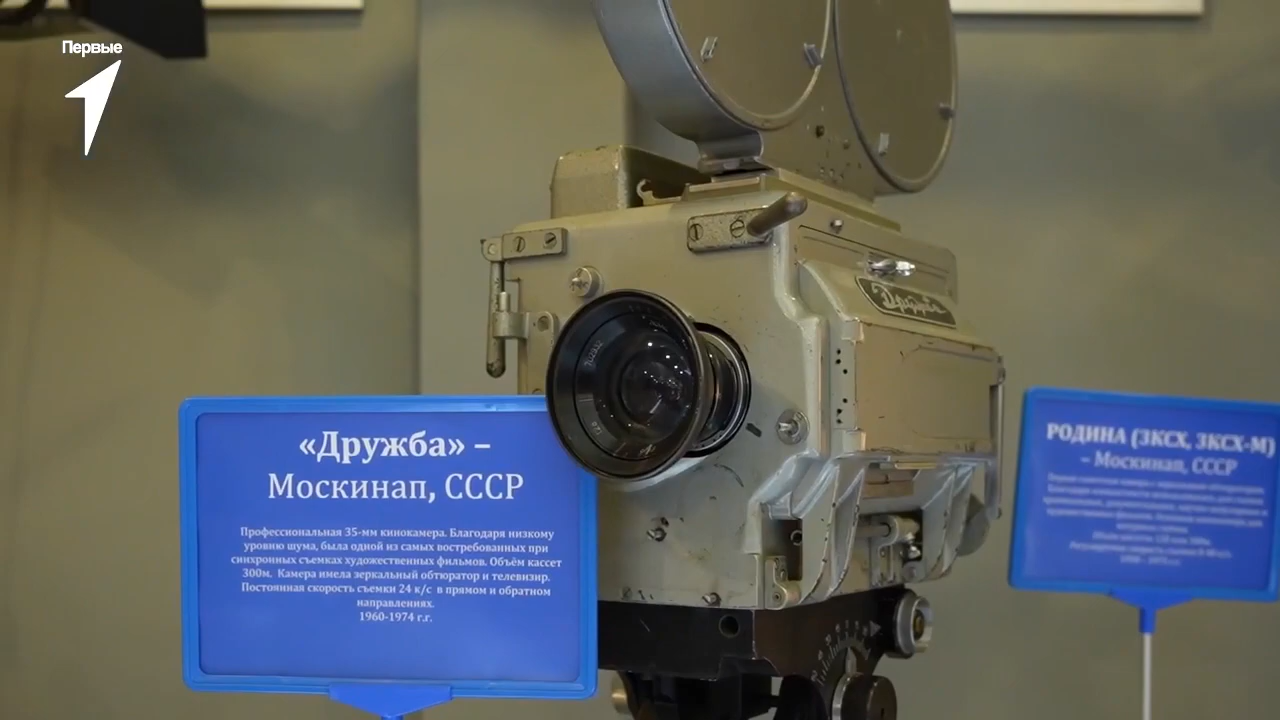 Первые
Дружба
«Дружба» –
Москинап, СССР
Профессиональная 35-мм кинокамера. Благодаря низкому
уровню шума, была одной из самых востребованных при
синхронных съемках художественных фильмов. Объём кассет
300м. Камера имела зеркальный обтюратор и телевизир.
Постоянная скорость съемки 24 к/с в прямом и обратном
направлениях.
1960-1974 г.г.
РОДИНА (3КСХ, 3КСХ-М)
– Москинап, СССР